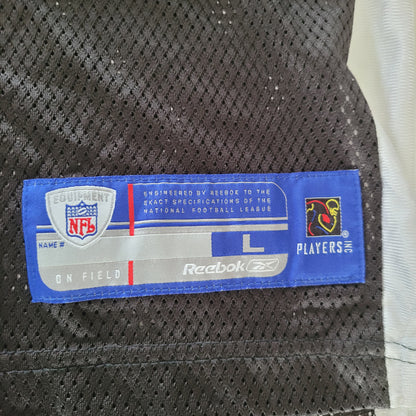 EQUIPMENT
NFL
NAME #
ON FIELD
ENGINEERED BY REEBOK TO THE
EXACT SPECIFICATIONS OF THE
NATIONAL FOOTBALL LEAGUE
L
Reebok
PLAYERS INC